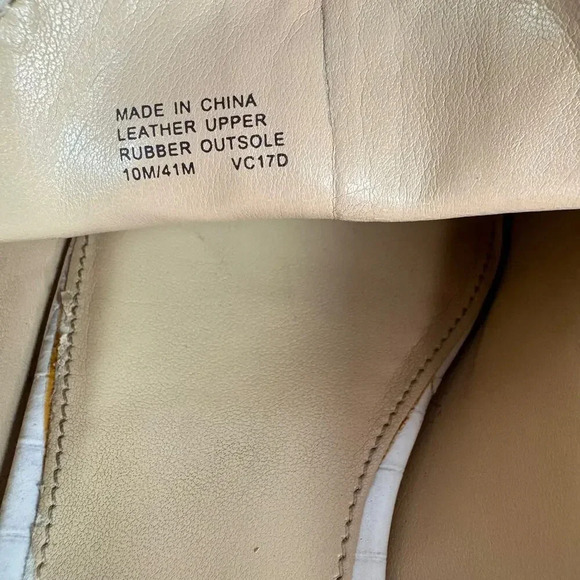 MADE IN CHINA
LEATHER UPPER
RUBBER OUTSOLE
10M/41M VC17D